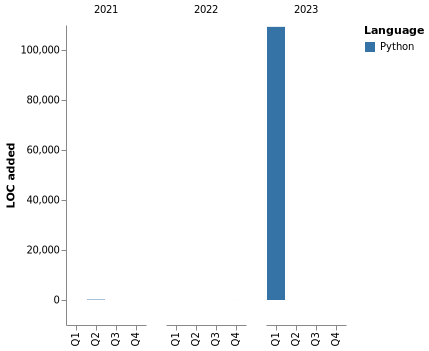 2021 2022 2023
Language
Python
LOC added
100,000
80,000
60,000
40,000
20,000
0
Q1 Q2 Q3 Q4 Q1 Q2 Q3 Q4 Q1 Q2 Q3 Q4